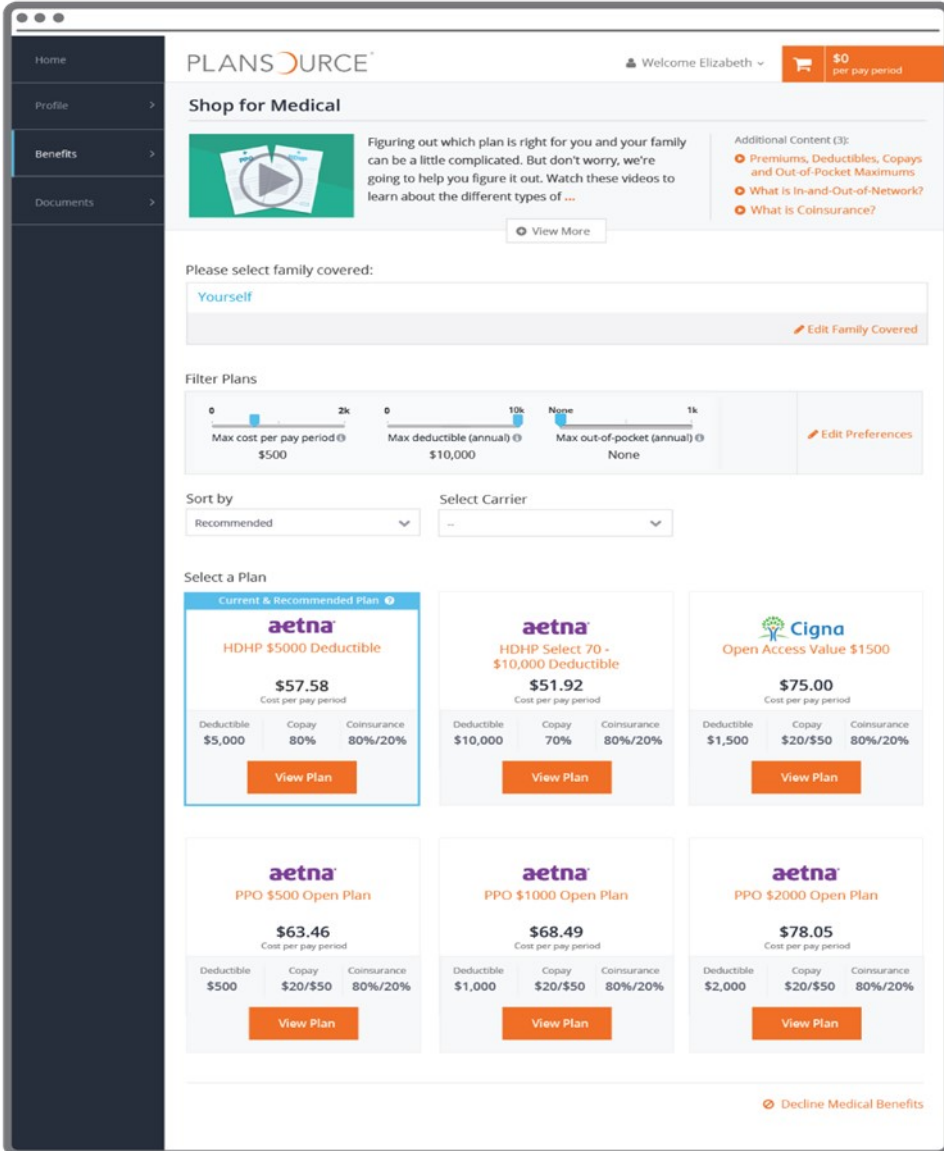 Home
PLANSOURCE
Welcome Elizabeth
$0
per pay period
Profile
Shop for Medical
Benefits
Documents
PPO
Figuring out which plan is right for you and your family
can be a little complicated. But don't worry, we're
going to help you figure it out. Watch these videos to
learn about the different types of ...
Additional Content (3):
Premiums, Deductibles, Copays
and Out-of-Pocket Maximums
What is In-and-Out-of-Network?
What is Coinsurance?
View More
Please select family covered:
Yourself
Edit Family Covered
Filter Plans
0 2k 0 10k None 1k
Max cost per pay period Max deductible (annual) Max out-of-pocket (annual)
$500 $10,000 None
Edit Preferences
Sort by Select Carrier
Recommended --
Select a Plan
Current & Recommended Plan
aetna
HDHP $5000 Deductible
$57.58
Cost per pay period
Deductible Copay Coinsurance
$5,000 80% 80%/20%
View Plan
aetna
HDHP Select 70 -
$10,000 Deductible
$51.92
Cost per pay period
Deductible Copay Coinsurance
$10,000 70% 80%/20%
View Plan
Cigna
Open Access Value $1500
$75.00
Cost per pay period
Deductible Copay Coinsurance
$1,500 $20/$50 80%/20%
View Plan
aetna
PPO $500 Open Plan
$63.46
Cost per pay period
Deductible Copay Coinsurance
$500 $20/$50 80%/20%
View Plan
aetna
PPO $1000 Open Plan
$68.49
Cost per pay period
Deductible Copay Coinsurance
$1,000 $20/$50 80%/20%
View Plan
aetna
PPO $2000 Open Plan
$78.05
Cost per pay period
Deductible Copay Coinsurance
$2,000 $20/$50 80%/20%
View Plan
Decline Medical Benefits